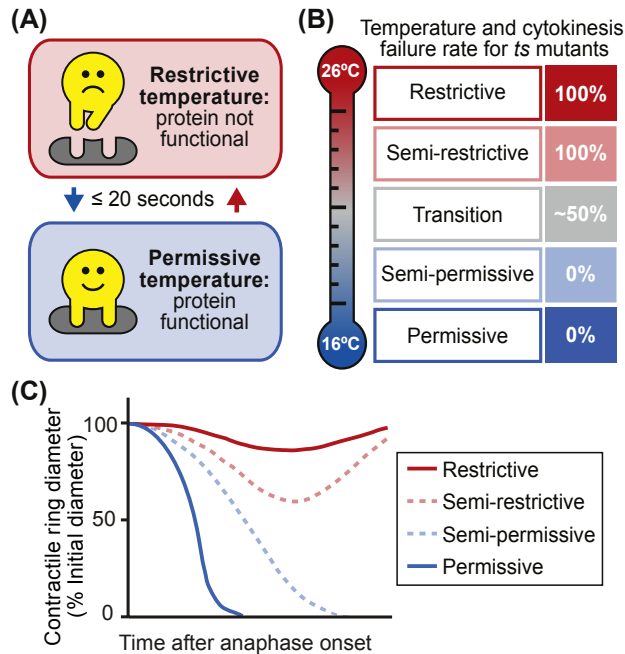 (A)
Restrictive
temperature:
protein not
functional
≤ 20 seconds
Permissive
temperature:
protein
functional
(B)
Temperature and cytokinesis
failure rate for ts mutants
26ºC
Restrictive
100%
Semi-restrictive
100%
Transition
~50%
Semi-permissive
0%
Permissive
0%
16ºC
(C)
Contractile ring diameter
(% Initial diameter)
100
50
0
Time after anaphase onset
Restrictive
Semi-restrictive
Semi-permissive
Permissive